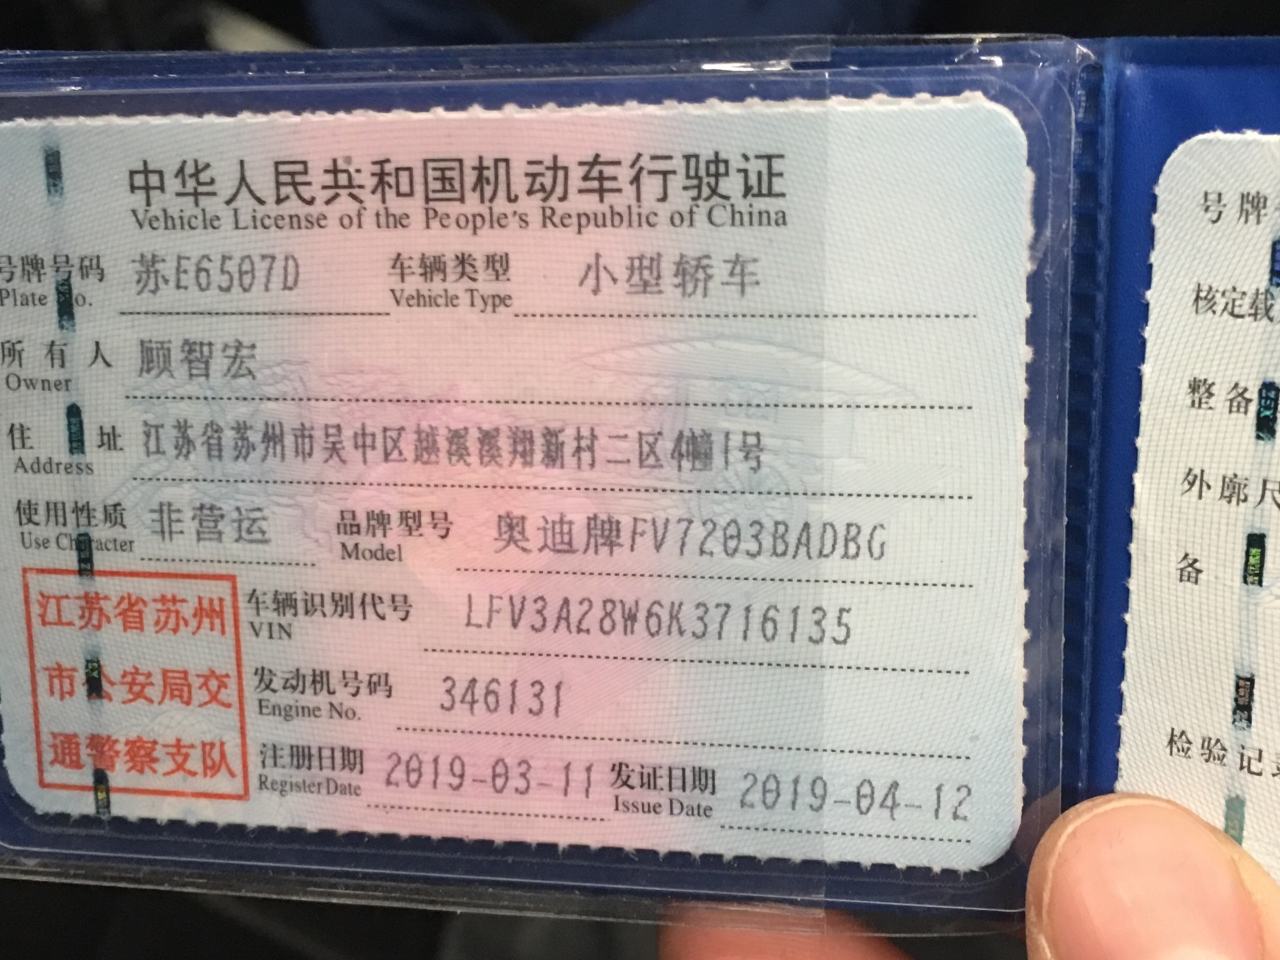 中华人民共和国机动车行驶证
Vehicle License of the People's Republic of China
号牌号码 苏E6507D 车辆类型 小型轿车
Plate No. Vehicle Type
所有人 顾智宏
Owner
住址 江苏省苏州市吴中区越溪溪翔新村二区4幢1号
Address
使用性质 非营运 品牌型号 奥迪牌FV7203BADBG
Use Character Model
江苏省苏州
市公安局交
通警察支队
车辆识别代号 LFV3A28W6K3716135
VIN
发动机号码 346131
Engine No.
注册日期 2019-03-11 发证日期 2019-04-12
Register Date Issue Date
号牌
核定载
整备
外廓尺
备
检验记